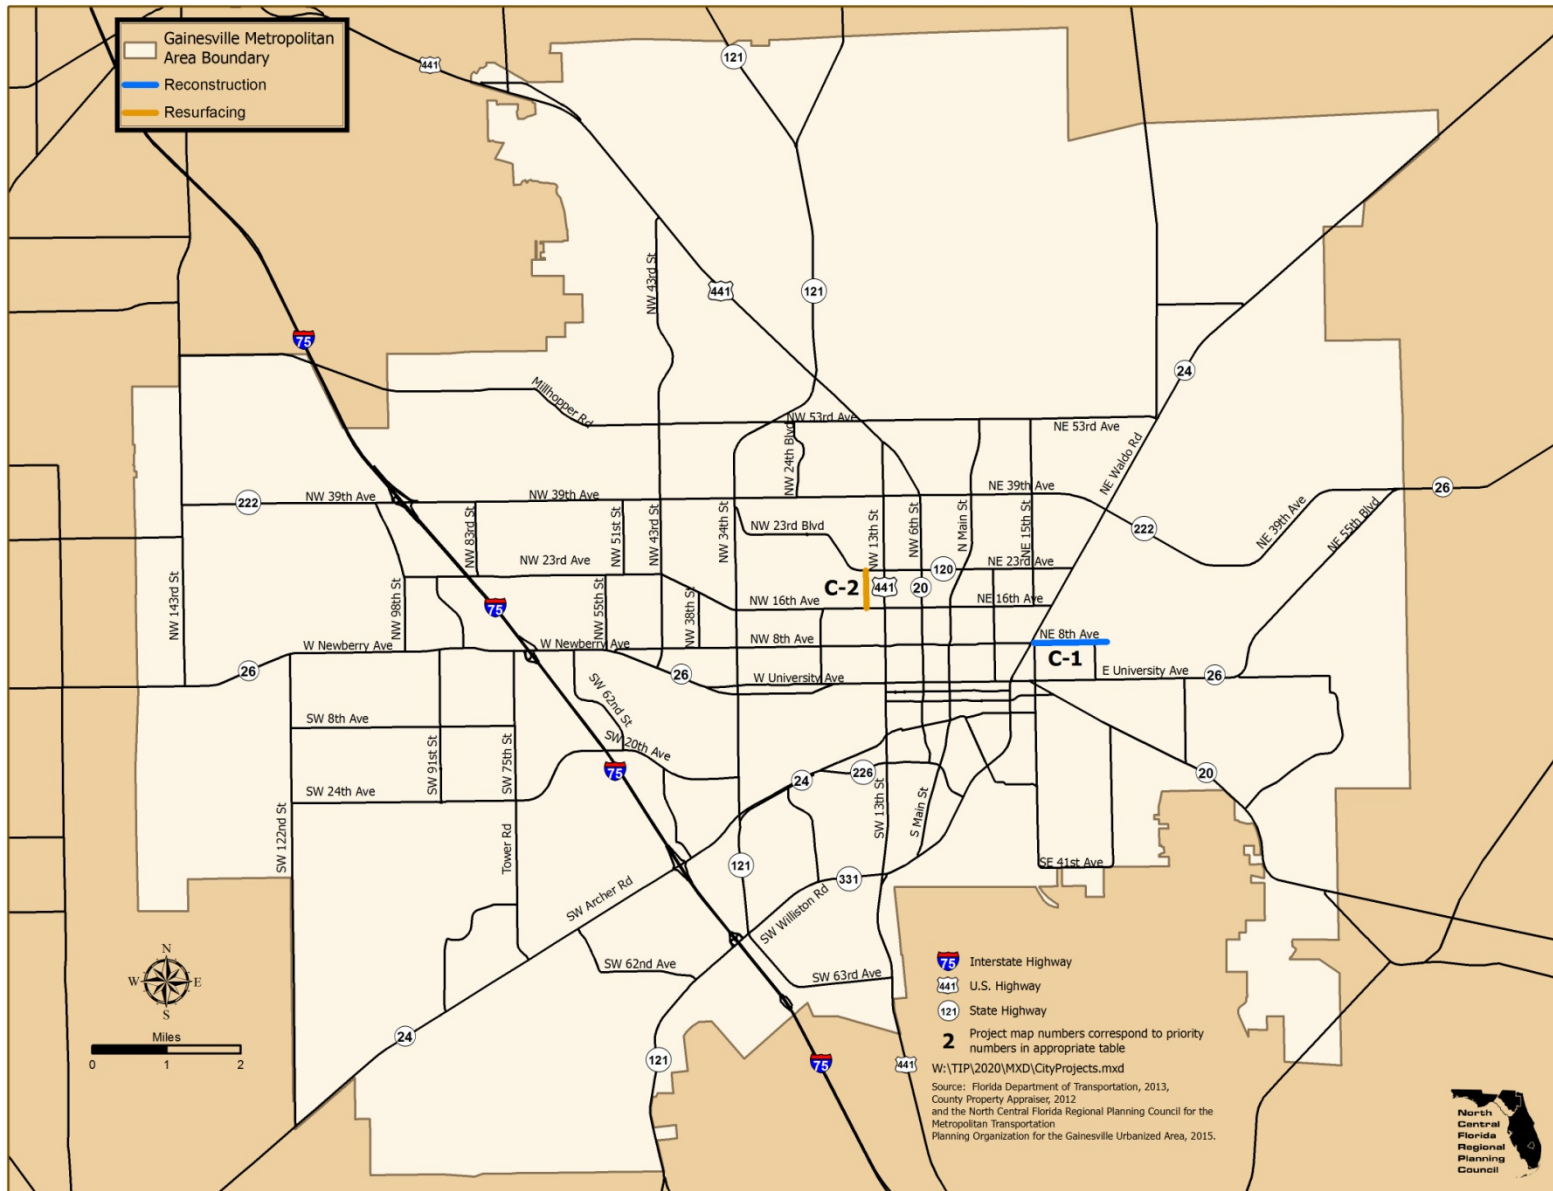 Gainesville Metropolitan
Area Boundary
Reconstruction
Resurfacing
441
121
NW 43rd St
441
121
75
24
Millhopper Rd
NW 53rd Ave
NE 53rd Ave
NW 24th Blvd
NE Waldo Rd
26
222
NW 39th Ave
NW 39th Ave
NE 39th Ave
222
NE 39th Ave
NE 55th Blvd
NW 83rd St
NW 51st St
NW 43rd St
NW 34th St
NW 23rd Blvd
NW 13th St
NW 6th St
N Main St
NE 15th St
NW 143rd St
NW 98th St
NW 23rd Ave
NE 23rd Ave
120
C-2
441
20
75
NW 55th St
NW 38th St
NW 16th Ave
NE 16th Ave
W Newberry Ave
W Newberry Ave
NW 8th Ave
NE 8th Ave
C-1
26
26
W University Ave
E University Ave
26
SW 62nd St
SW 8th Ave
SW 91st St
SW 75th St
SW 20th Ave
75
24
226
20
SW 24th Ave
SW 122nd St
Tower Rd
SW 13th St
S Main St
121
331
SE 41st Ave
SW Archer Rd
SW Williston Rd
SW 62nd Ave
SW 63rd Ave
N
W
E
S
Miles
0 1 2
24
121
75
441
75 Interstate Highway
441 U.S. Highway
121 State Highway
2 Project map numbers correspond to priority
numbers in appropriate table
W:\TIP\2020\MXD\CityProjects.mxd
Source: Florida Department of Transportation, 2013,
County Property Appraiser, 2012
and the North Central Florida Regional Planning Council for the
Metropolitan Transportation
Planning Organization for the Gainesville Urbanized Area, 2015.
North
Central
Florida
Regional
Planning
Council